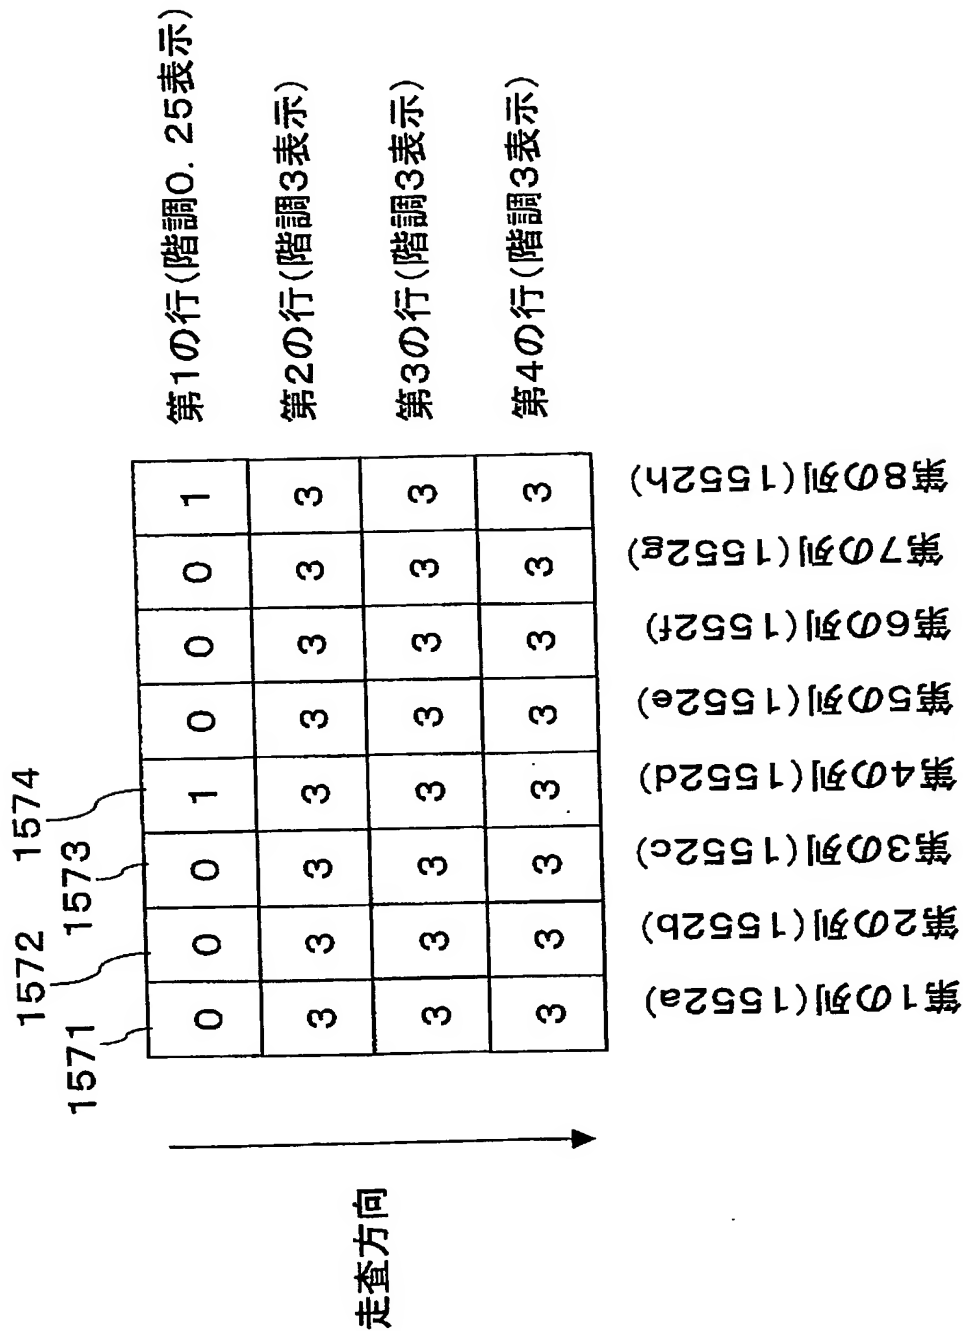 1571 1572 1573 1574
0 0 0 1 0 0 0 1 第1の行(階調0. 25表示)
3 3 3 3 3 3 3 3 第2の行(階調3表示)
3 3 3 3 3 3 3 3 第3の行(階調3表示)
3 3 3 3 3 3 3 3 第4の行(階調3表示)
走査方向
第1の列(1552a)
第2の列(1552b)
第3の列(1552c)
第4の列(1552d)
第5の列(1552e)
第6の列(1552f)
第7の列(1552g)
第8の列(1552h)